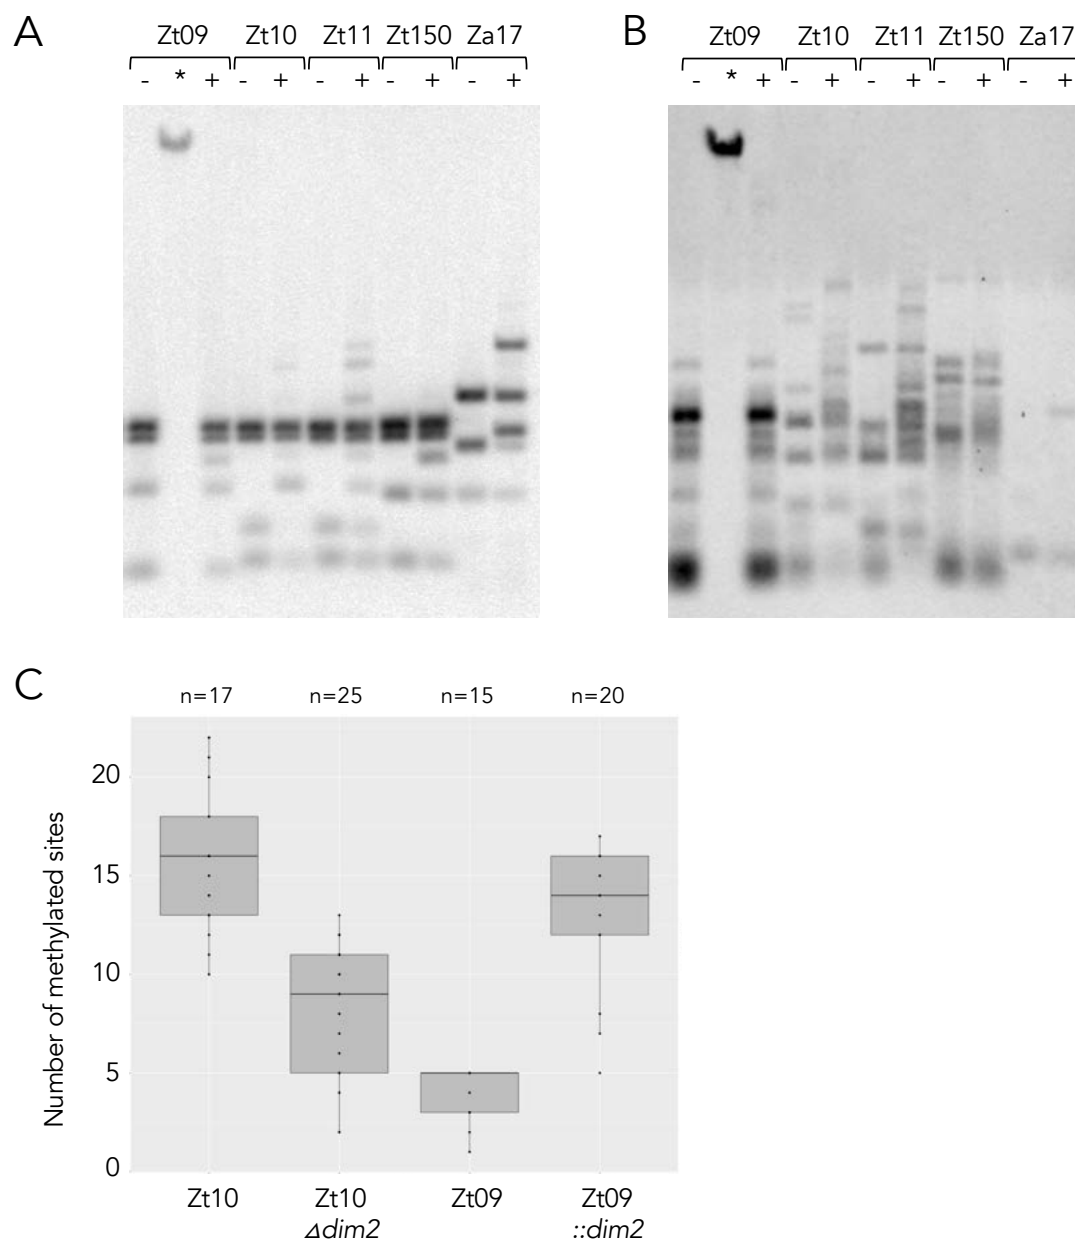 A
Zt09 Zt10 Zt11 Zt150 Za17
- * + - + - + - + - +
B
Zt09 Zt10 Zt11 Zt150 Za17
- * + - + - + - + - +
C
n=17 n=25 n=15 n=20
Number of methylated sites
20
15
10
5
0
Zt10 Zt10 Zt09 Zt09
Δdim2 ::dim2